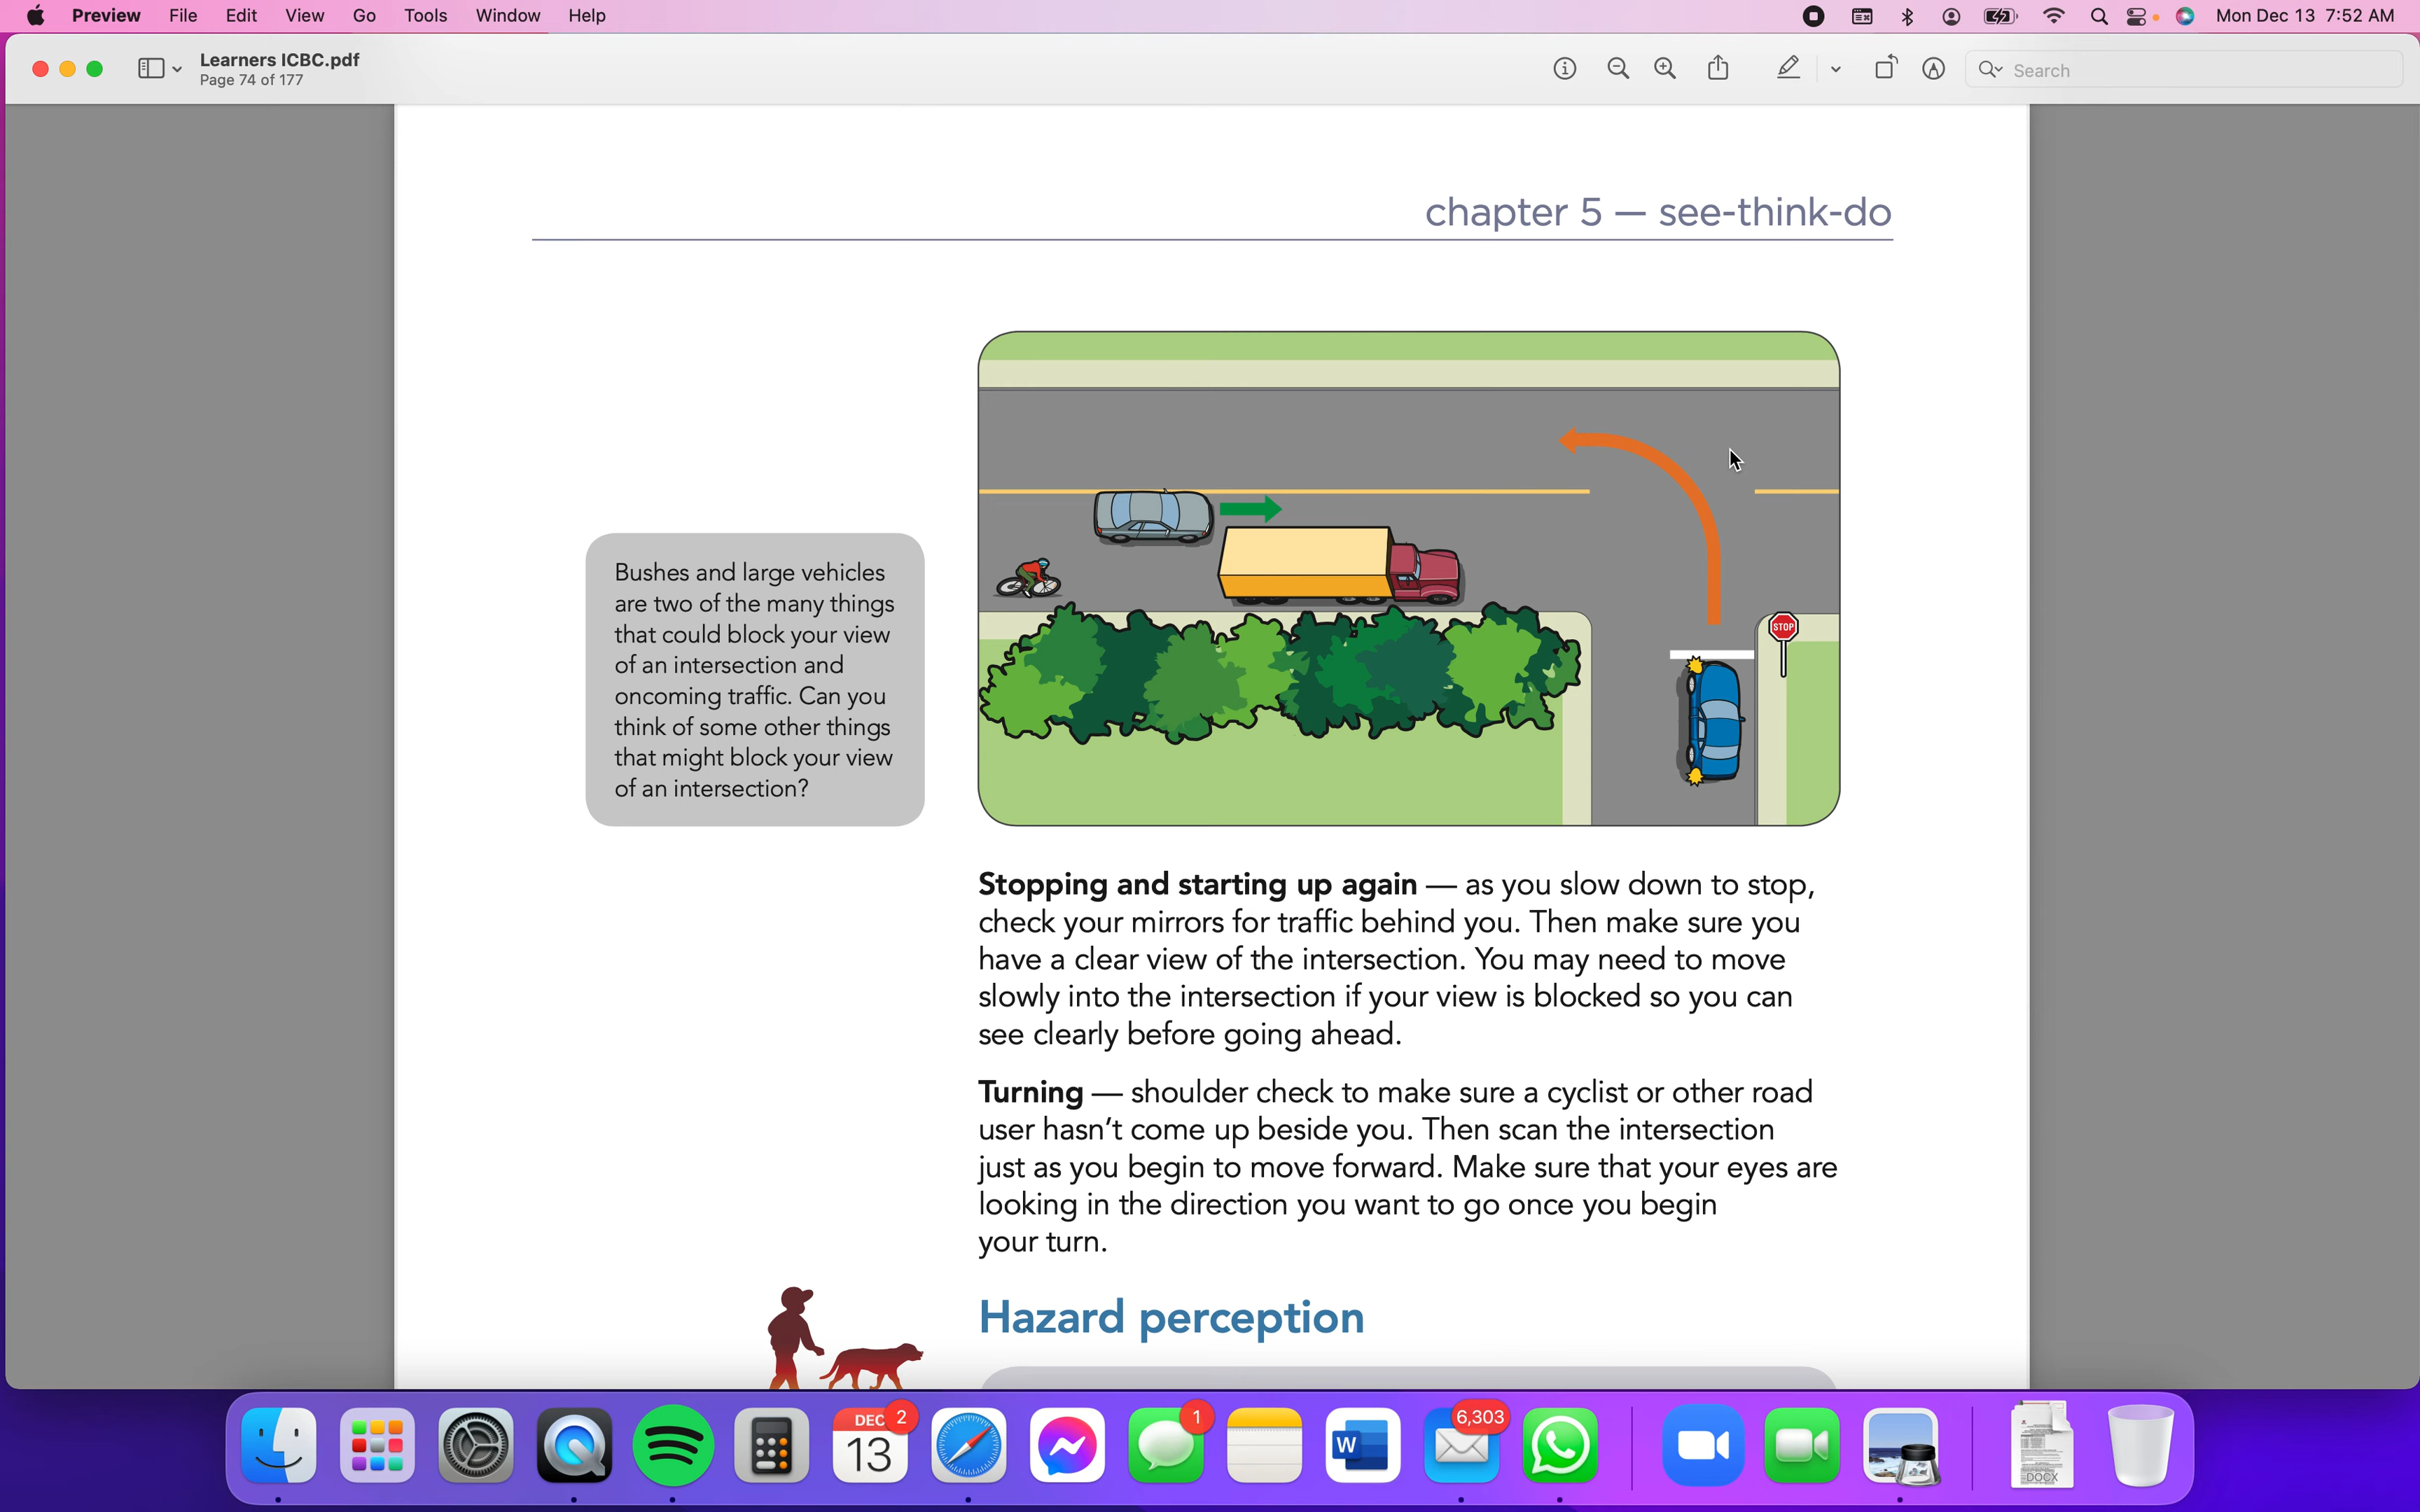 Preview File Edit View Go Tools Window Help
Mon Dec 13 7:52 AM
Learners ICBC.pdf
Page 74 of 177
Search
chapter 5 — see-think-do
STOP
Bushes and large vehicles
are two of the many things
that could block your view
of an intersection and
oncoming traffic. Can you
think of some other things
that might block your view
of an intersection?
Stopping and starting up again — as you slow down to stop,
check your mirrors for traffic behind you. Then make sure you
have a clear view of the intersection. You may need to move
slowly into the intersection if your view is blocked so you can
see clearly before going ahead.
Turning — shoulder check to make sure a cyclist or other road
user hasn't come up beside you. Then scan the intersection
just as you begin to move forward. Make sure that your eyes are
looking in the direction you want to go once you begin
your turn.
Hazard perception
DEC 2
13
1
W
6,303
DOCX